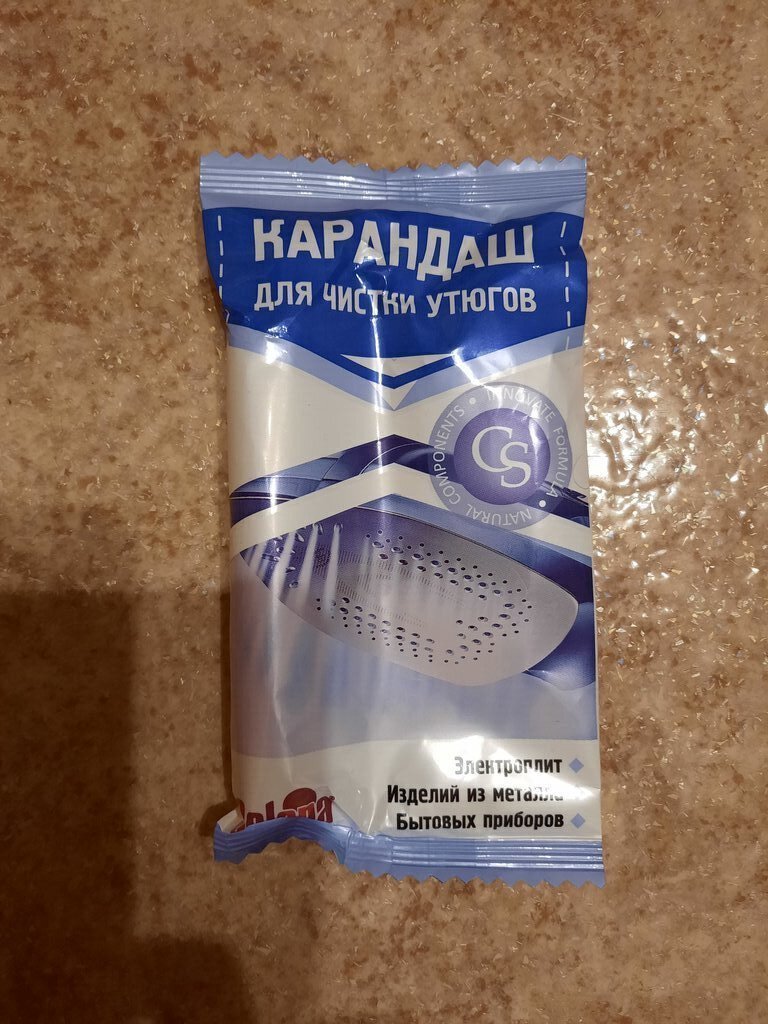 КАРАНДАШ
ДЛЯ ЧИСТКИ УТЮГОВ
INNOVATE FORMULA • NATURAL COMPONENTS •
CS
Электроплит
Изделий из металла
Бытовых приборов